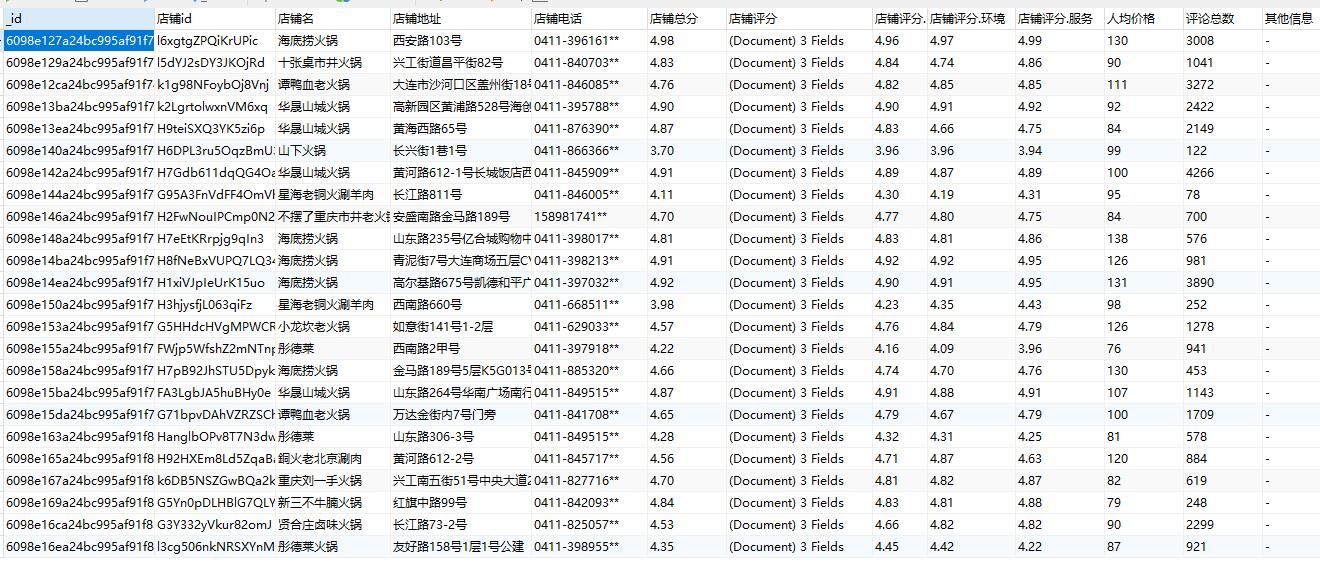 _id 店铺id 店铺名 店铺地址 店铺电话 店铺总分 店铺评分 店铺评分. 店铺评分.环境 店铺评分.服务 人均价格 评论总数 其他信息
6098e127a24bc995af91f7 l6xgtgZPQiKrUPic 海底捞火锅 西安路103号 0411-396161** 4.98 (Document) 3 Fields 4.96 4.97 4.99 130 3008 -
6098e129a24bc995af91f7 l5dYJ2sDY3JKOjRd 十张桌市井火锅 兴工街道昌平街82号 0411-840703** 4.83 (Document) 3 Fields 4.84 4.74 4.86 90 1041 -
6098e12ca24bc995af91f7 k1g98NFoybOj8Vnj 谭鸭血老火锅 大连市沙河口区盖州街18号 0411-846085** 4.76 (Document) 3 Fields 4.82 4.85 4.85 111 3272 -
6098e13ba24bc995af91f7 k2LgrtolwxnVM6xq 华晟山城火锅 高新园区黄浦路528号海创 0411-395788** 4.90 (Document) 3 Fields 4.90 4.91 4.92 92 2422 -
6098e13ea24bc995af91f7 H9teiSXQ3YK5zi6p 华晟山城火锅 黄海西路65号 0411-876390** 4.87 (Document) 3 Fields 4.83 4.66 4.75 84 2149 -
6098e140a24bc995af91f7 H6DPL3ru5OqzBmU 山下火锅 长兴街1巷1号 0411-866366** 3.70 (Document) 3 Fields 3.96 3.96 3.94 99 122 -
6098e142a24bc995af91f7 H7Gdb611dqQG4Oa 华晟山城火锅 黄河路612-1号长城饭店西 0411-845909** 4.91 (Document) 3 Fields 4.89 4.87 4.89 100 4266 -
6098e144a24bc995af91f7 G95A3FnVdFF4OmV 星海老铜火涮羊肉 长江路811号 0411-846005** 4.11 (Document) 3 Fields 4.30 4.19 4.31 95 78 -
6098e146a24bc995af91f7 H2FwNouIPCmp0N2 不摆了重庆市井老火锅 安盛南路金马路189号 158981741** 4.70 (Document) 3 Fields 4.77 4.80 4.75 84 700 -
6098e148a24bc995af91f7 H7eEtKRrpjg9qIn3 海底捞火锅 山东路235号亿合城购物中 0411-398017** 4.81 (Document) 3 Fields 4.83 4.81 4.86 138 576 -
6098e14ba24bc995af91f7 H8fNeBxVUPQ7LQ34 海底捞火锅 青泥街7号大连商场五层CV 0411-398213** 4.91 (Document) 3 Fields 4.92 4.92 4.95 126 981 -
6098e14ea24bc995af91f7 H1xiVJpIeUrK15uo 海底捞火锅 高尔基路675号凯德和平广 0411-397032** 4.92 (Document) 3 Fields 4.90 4.91 4.95 131 3890 -
6098e150a24bc995af91f7 H3hjysfjL063qiFz 星海老铜火涮羊肉 西南路660号 0411-668511** 3.98 (Document) 3 Fields 4.23 4.35 4.43 98 252 -
6098e153a24bc995af91f7 G5HHdcHVgMPWCR 小龙坎老火锅 如意街141号1-2层 0411-629033** 4.57 (Document) 3 Fields 4.76 4.84 4.79 126 1278 -
6098e155a24bc995af91f7 FWjp5WfshZ2mNTnp 彤德莱 西南路2甲号 0411-397918** 4.22 (Document) 3 Fields 4.16 4.09 3.96 76 941 -
6098e158a24bc995af91f7 H7pB92JhSTU5Dpyk 海底捞火锅 金马路189号5层K5G013号 0411-885320** 4.66 (Document) 3 Fields 4.74 4.70 4.76 130 453 -
6098e15ba24bc995af91f7 FA3LgbJA5huBHy0e 华晟山城火锅 山东路264号华南广场南行 0411-849515** 4.87 (Document) 3 Fields 4.91 4.88 4.91 107 1143 -
6098e15da24bc995af91f7 G71bpvDAhVZRZSCh 谭鸭血老火锅 万达金街内7号门旁 0411-841708** 4.65 (Document) 3 Fields 4.79 4.67 4.79 100 1709 -
6098e163a24bc995af91f8 HanglbOPv8T7N3dw 彤德莱 山东路306-3号 0411-849515** 4.28 (Document) 3 Fields 4.32 4.31 4.25 81 578 -
6098e165a24bc995af91f8 H92HXEm8Ld5ZqaB 銅火老北京涮肉 黄河路612-2号 0411-845717** 4.56 (Document) 3 Fields 4.71 4.87 4.63 120 884 -
6098e167a24bc995af91f8 k6DB5NSZGwBQa2k 重庆刘一手火锅 兴工南五街51号中央大道2 0411-827716** 4.70 (Document) 3 Fields 4.81 4.82 4.87 82 619 -
6098e169a24bc995af91f8 G5Yn0pDLHBlG7QLY 新三不牛腩火锅 红旗中路99号 0411-842093** 4.84 (Document) 3 Fields 4.83 4.81 4.88 79 248 -
6098e16ca24bc995af91f8 G3Y332yVkur82omJ 贤合庄卤味火锅 长江路73-2号 0411-825057** 4.53 (Document) 3 Fields 4.66 4.82 4.82 90 2299 -
6098e16ea24bc995af91f8 l3cg506nkNRSXYnM 彤德莱火锅 友好路158号1层1号公建 0411-398955** 4.35 (Document) 3 Fields 4.45 4.42 4.22 87 921 -